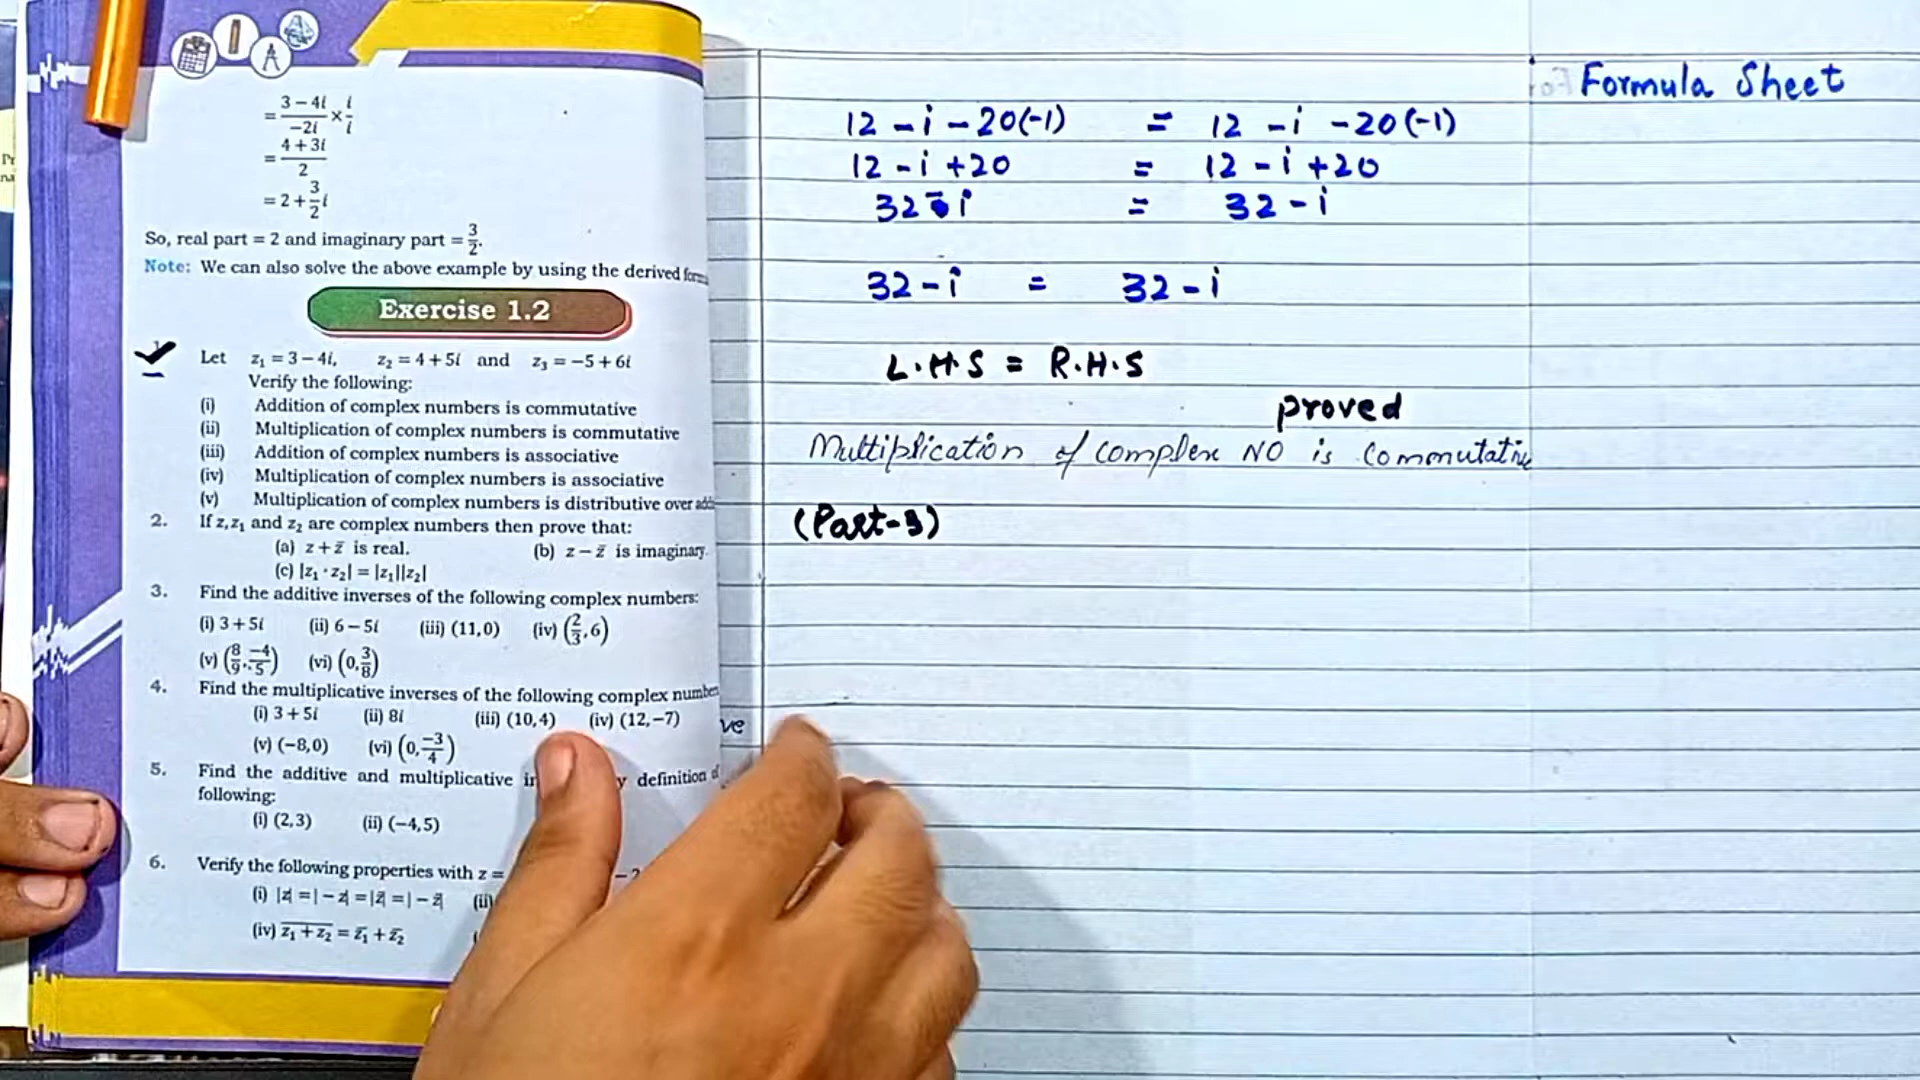 = 3 − 4i / −2i × i / i
= 4 + 3i / 2
= 2 + 3/2 i
So, real part = 2 and imaginary part = 3/2.
Note: We can also solve the above example by using the derived
Exercise 1.2
1. Let z₁ = 3 − 4i, z₂ = 4 + 5i and z₃ = −5 + 6i
Verify the following:
(i) Addition of complex numbers is commutative
(ii) Multiplication of complex numbers is commutative
(iii) Addition of complex numbers is associative
(iv) Multiplication of complex numbers is associative
(v) Multiplication of complex numbers is distributive over
2. If z, z₁ and z₂ are complex numbers then prove that:
(a) z + z̄ is real. (b) z − z̄ is imaginary.
(c) |z₁ · z₂| = |z₁||z₂|
3. Find the additive inverses of the following complex numbers:
(i) 3 + 5i (ii) 6 − 5i (iii) (11, 0) (iv) (2/3, 6)
(v) (8/9, −4/5) (vi) (0, 3/8)
4. Find the multiplicative inverses of the following complex
(i) 3 + 5i (ii) 8i (iii) (10, 4) (iv) (12, −7)
(v) (−8, 0) (vi) (0, −3/4)
5. Find the additive and multiplicative definition
following:
(i) (2, 3) (ii) (−4, 5)
6. Verify the following properties with z =
(i) |z| = |−z| = |z̄| = |−z̄| (ii)
(iv) \overline{z₁ + z₂} = z̄₁ + z̄₂
Formula Sheet
12 - i - 20(-1) = 12 - i - 20(-1)
12 - i + 20 = 12 - i + 20
32 - i = 32 - i
32 - i = 32 - i
L.H.S = R.H.S
proved
Multiplication of complex NO is Commutative
(Part-3)
ve